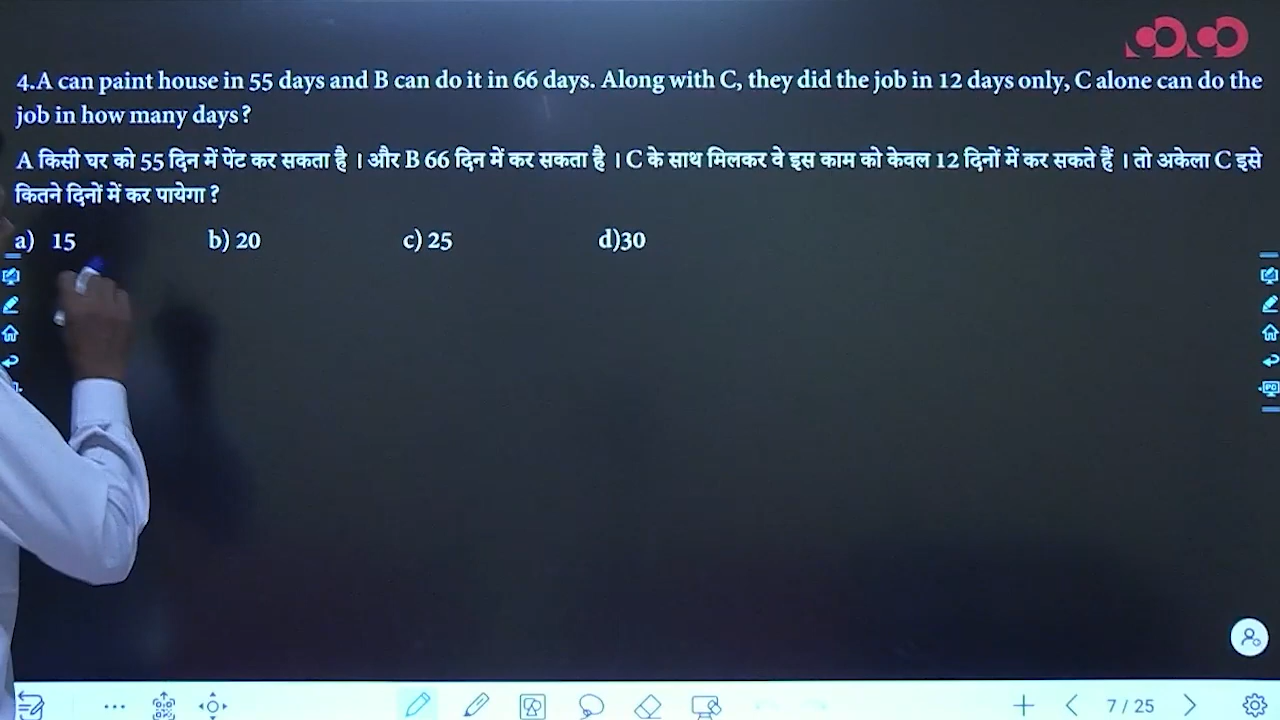 4.A can paint house in 55 days and B can do it in 66 days. Along with C, they did the job in 12 days only, C alone can do the
job in how many days?
A किसी घर को 55 दिन में पेंट कर सकता है । और B 66 दिन में कर सकता है । C के साथ मिलकर वे इस काम को केवल 12 दिनों में कर सकते हैं । तो अकेला C इसे
कितने दिनों में कर पायेगा ?
a) 15 b) 20 c) 25 d)30
7 / 25